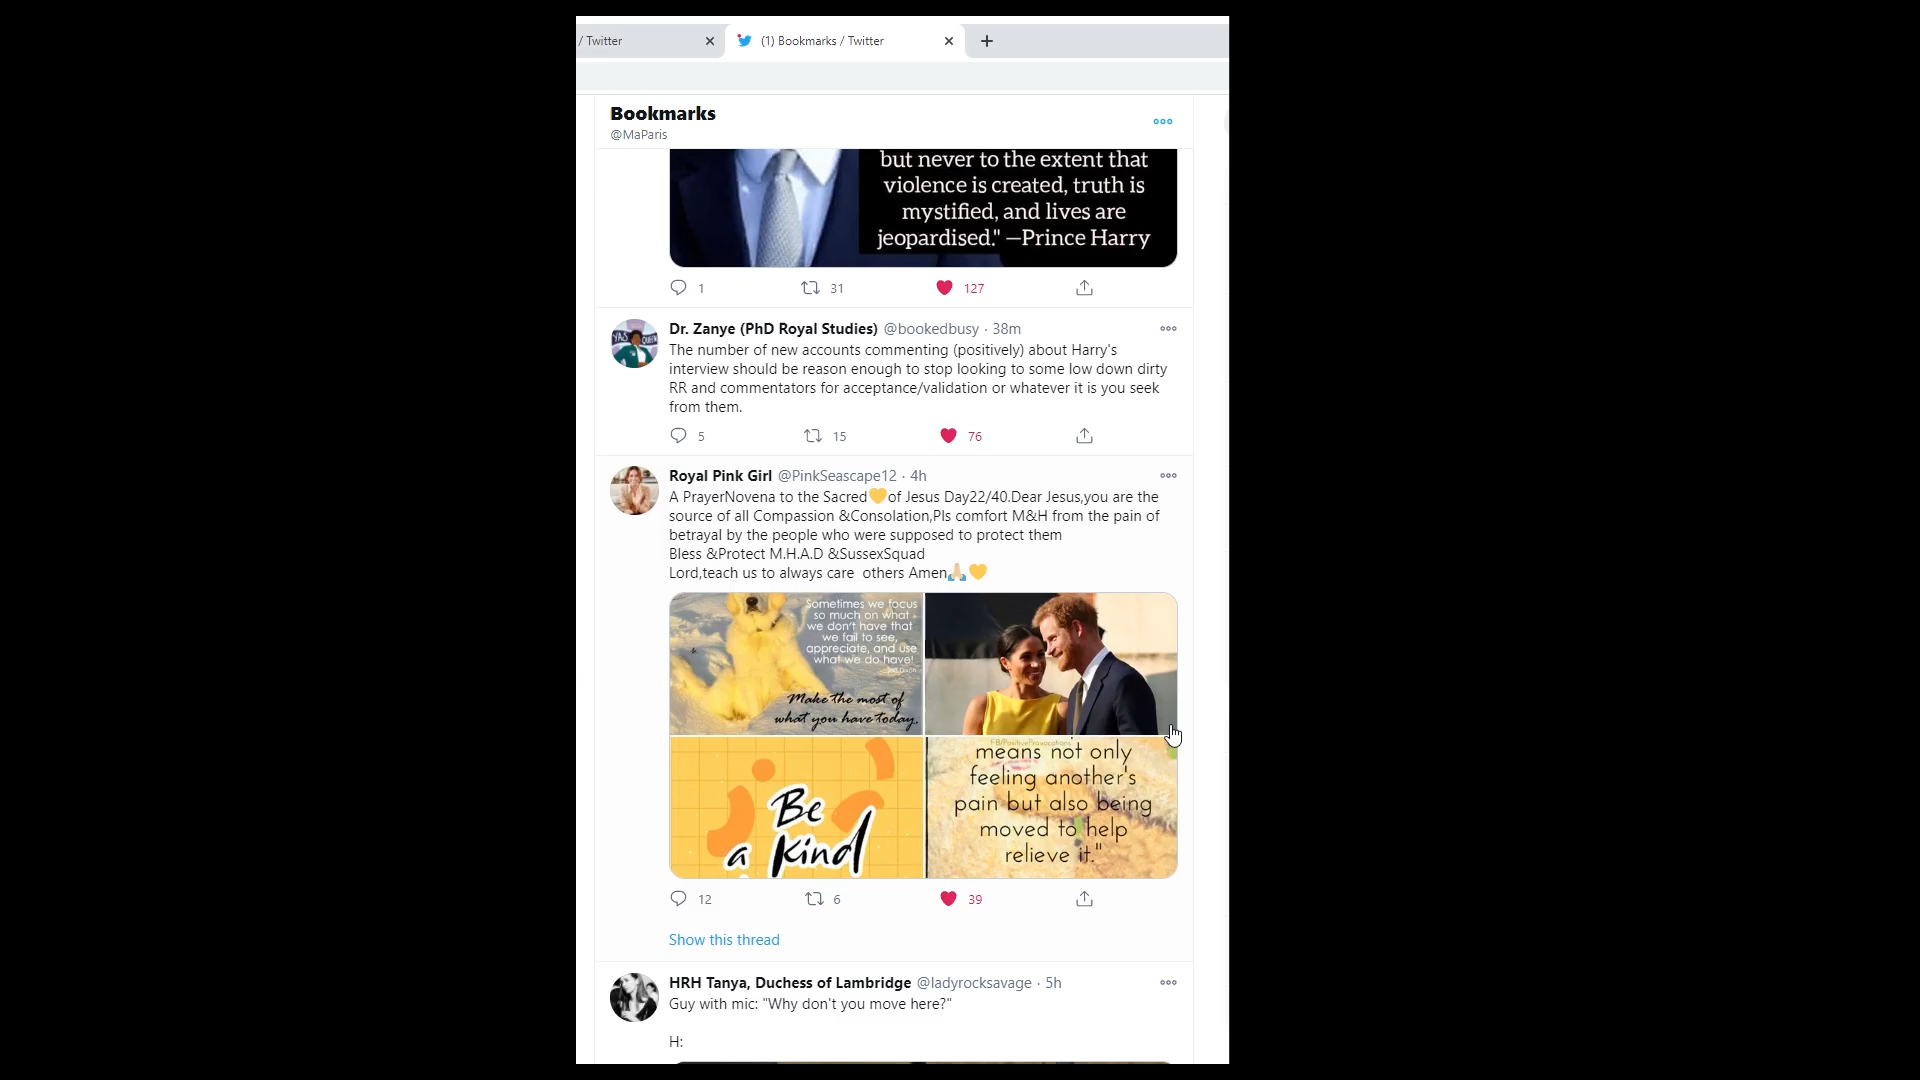 / Twitter
(1) Bookmarks / Twitter
Bookmarks
@MaParis
but never to the extent that
violence is created, truth is
mystified, and lives are
jeopardised." —Prince Harry
1
31
127
YAS QUEEN
Dr. Zanye (PhD Royal Studies) @bookedbusy · 38m
The number of new accounts commenting (positively) about Harry's
interview should be reason enough to stop looking to some low down dirty
RR and commentators for acceptance/validation or whatever it is you seek
from them.
5
15
76
Royal Pink Girl @PinkSeascape12 · 4h
A PrayerNovena to the Sacred💛of Jesus Day22/40.Dear Jesus,you are the
source of all Compassion &Consolation,Pls comfort M&H from the pain of
betrayal by the people who were supposed to protect them
Bless &Protect M.H.A.D &SussexSquad
Lord,teach us to always care  others Amen🙏🏼💛
Sometimes we focus
so much on what
we don't have that
we fail to see,
appreciate, and use
what we do have!
Make the most of
what you have today.
Be
a kind
FB/PositiveProvocations
means not only
feeling another's
pain but also being
moved to help
relieve it."
12
6
39
Show this thread
HRH Tanya, Duchess of Lambridge @ladyrocksavage · 5h
Guy with mic: "Why don't you move here?"
H: